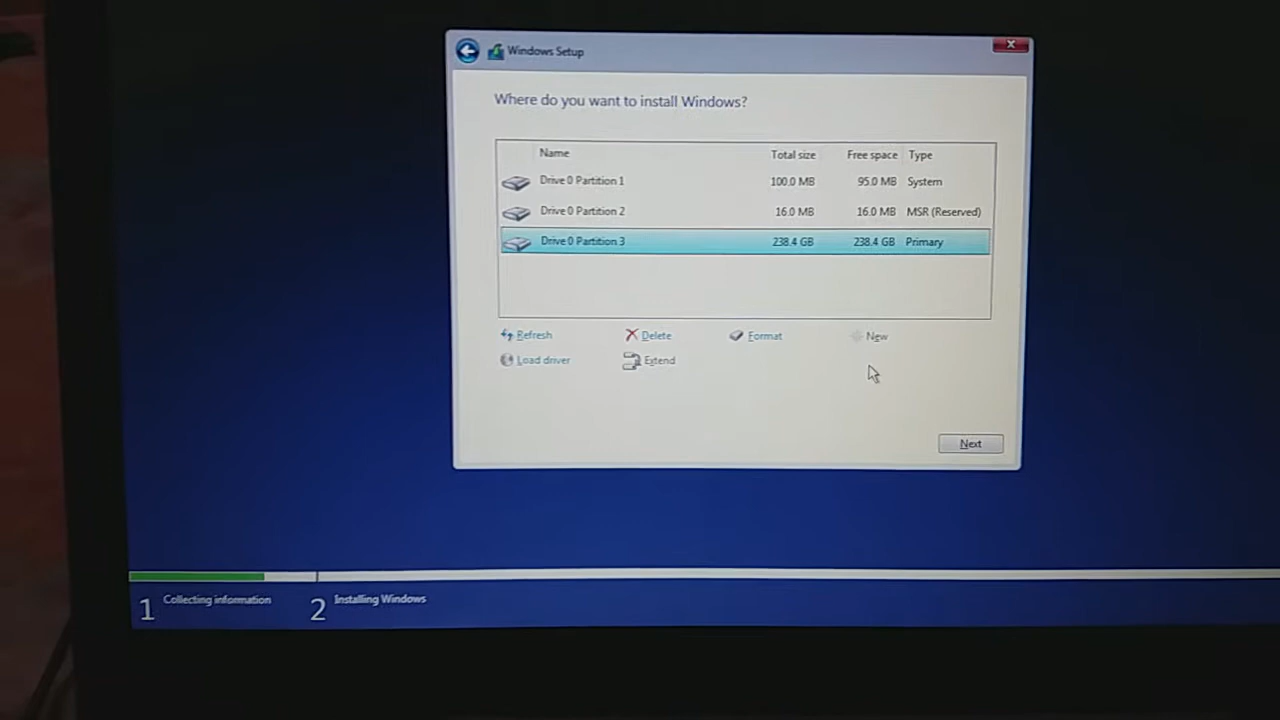 Windows Setup
Where do you want to install Windows?
Name Total size Free space Type
Drive 0 Partition 1 100.0 MB 95.0 MB System
Drive 0 Partition 2 16.0 MB 16.0 MB MSR (Reserved)
Drive 0 Partition 3 238.4 GB 238.4 GB Primary
Refresh Delete Format New
Load driver Extend
Next
1 Collecting information 2 Installing Windows